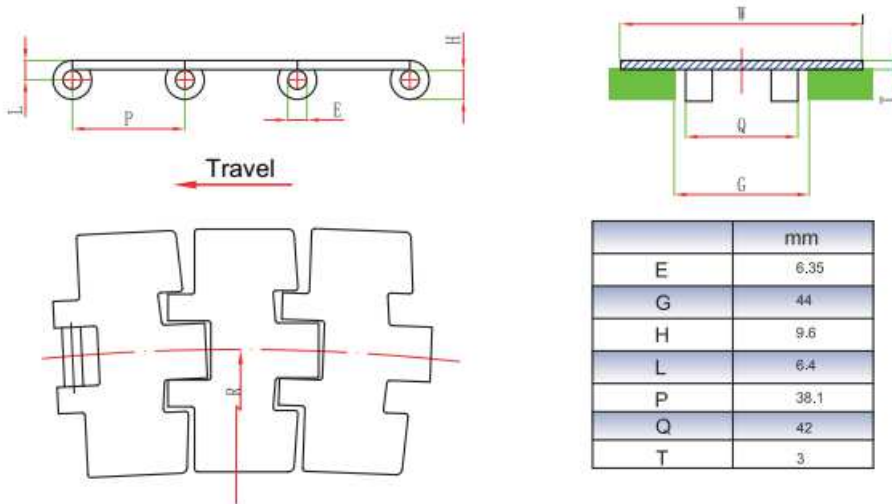 W
H
L
P
E
T
Q
Travel
G
R
mm
E 6.35
G 44
H 9.6
L 6.4
P 38.1
Q 42
T 3